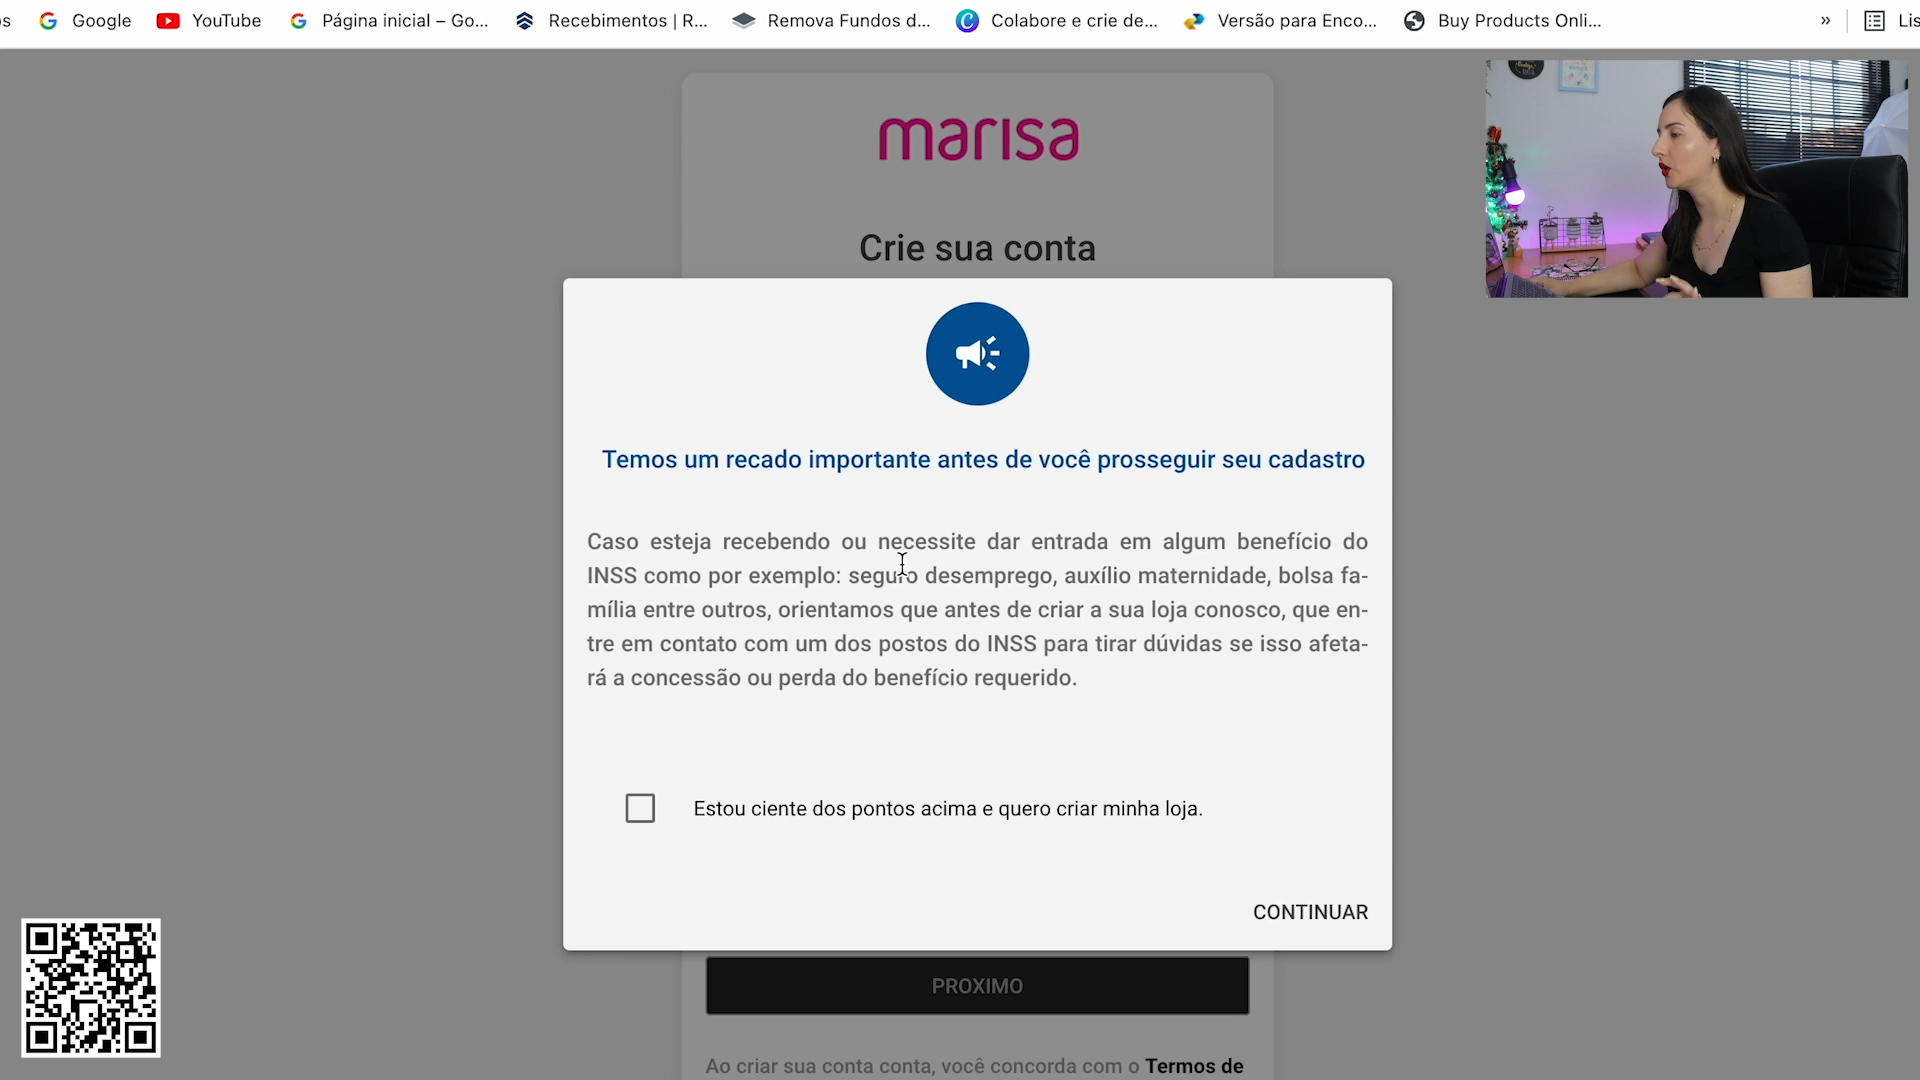 Google YouTube Página inicial – Go... Recebimentos | R... Remova Fundos d... Colabore e crie de... Versão para Enco... Buy Products Onli... »
marisa
Crie sua conta
Temos um recado importante antes de você prosseguir seu cadastro
Caso esteja recebendo ou necessite dar entrada em algum benefício do
INSS como por exemplo: seguro desemprego, auxílio maternidade, bolsa fa-
mília entre outros, orientamos que antes de criar a sua loja conosco, que en-
tre em contato com um dos postos do INSS para tirar dúvidas se isso afeta-
rá a concessão ou perda do benefício requerido.
Estou ciente dos pontos acima e quero criar minha loja.
CONTINUAR
PROXIMO
Ao criar sua conta conta, você concorda com o Termos de